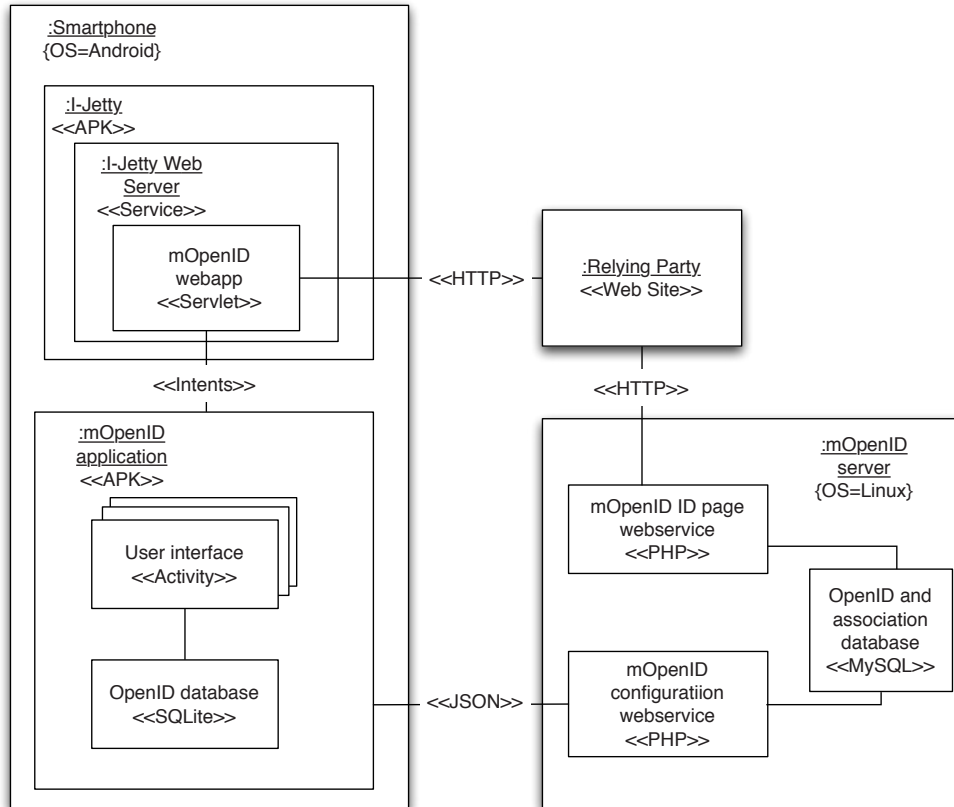 :Smartphone
{OS=Android}
:I-Jetty
<<APK>>
:I-Jetty Web
Server
<<Service>>
mOpenID
webapp
<<Servlet>>
<<HTTP>>
:Relying Party
<<Web Site>>
<<Intents>>
<<HTTP>>
:mOpenID
application
<<APK>>
User interface
<<Activity>>
OpenID database
<<SQLite>>
<<JSON>>
:mOpenID
server
{OS=Linux}
mOpenID ID page
webservice
<<PHP>>
OpenID and
association
database
<<MySQL>>
mOpenID
configuratiion
webservice
<<PHP>>